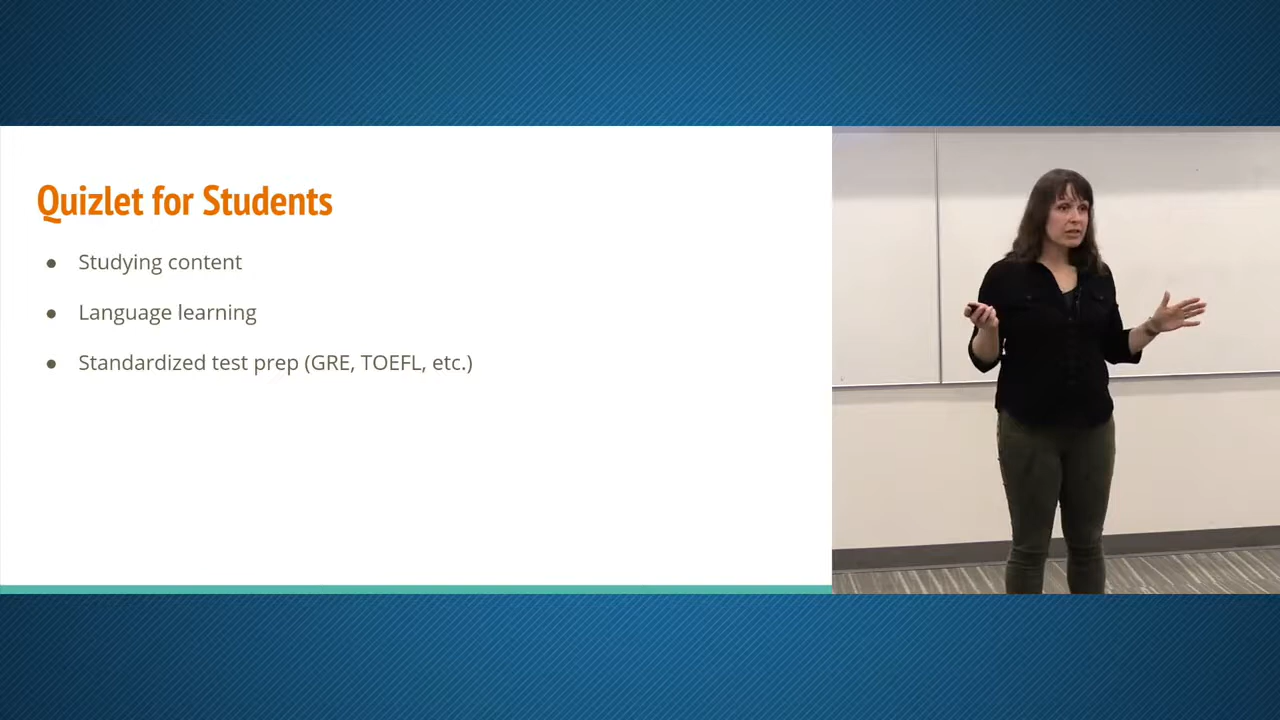 Quizlet for Students
● Studying content
● Language learning
● Standardized test prep (GRE, TOEFL, etc.)